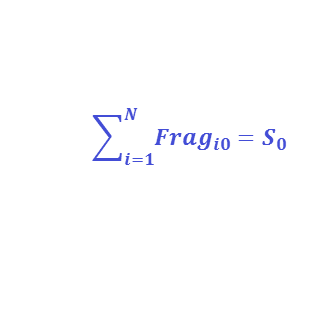 ∑_{i=1}^{N} Frag_{i0} = S_0